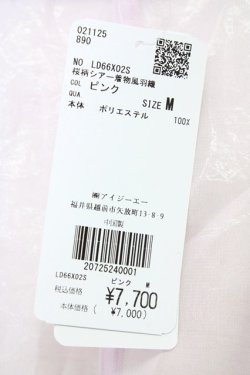 021125
890
NO LD66X02S
桜柄シアー着物風羽織
COL ピンク
QUA SIZE M
本体 ポリエステル 100%
㈱アイジーエー
福井県越前市矢放町13-8-9
中国製
LD66X02S ピンク M
20725240001
税込価格 ¥7,700
本体価格( ¥7,000)